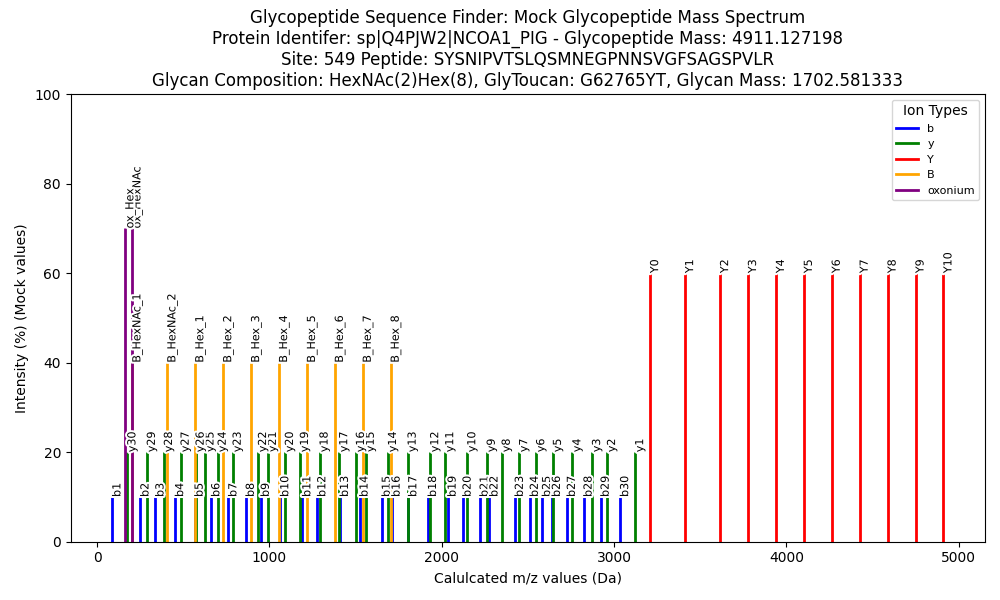 Glycopeptide Sequence Finder: Mock Glycopeptide Mass Spectrum
Protein Identifer: sp|Q4PJW2|NCOA1_PIG - Glycopeptide Mass: 4911.127198
Site: 549 Peptide: SYSNIPVTSLQSMNEGPNNSVGFSAGSPVLR
Glycan Composition: HexNAc(2)Hex(8), GlyToucan: G62765YT, Glycan Mass: 1702.581333
100
80
60
40
20
0
Intensity (%) (Mock values)
Ion Types
b
y
Y
B
oxonium
ox_Hex
ox_HexNAc
Y0
Y1
Y2
Y3
Y4
Y5
Y6
Y7
Y8
Y9
Y10
B_HexNAc_1
B_HexNAc_2
B_Hex_1
B_Hex_2
B_Hex_3
B_Hex_4
B_Hex_5
B_Hex_6
B_Hex_7
B_Hex_8
y30
y29
y28
y27
y26
y25
y24
y23
y22
y21
y20
y19
y18
y17
y16
y15
y14
y13
y12
y11
y10
y9
y8
y7
y6
y5
y4
y3
y2
y1
b1
b2
b3
b4
b5
b6
b7
b8
b9
b10
b11
b12
b13
b14
b15
b16
b17
b18
b19
b20
b21
b22
b23
b24
b25
b26
b27
b28
b29
b30
0
1000
2000
3000
4000
5000
Calulcated m/z values (Da)